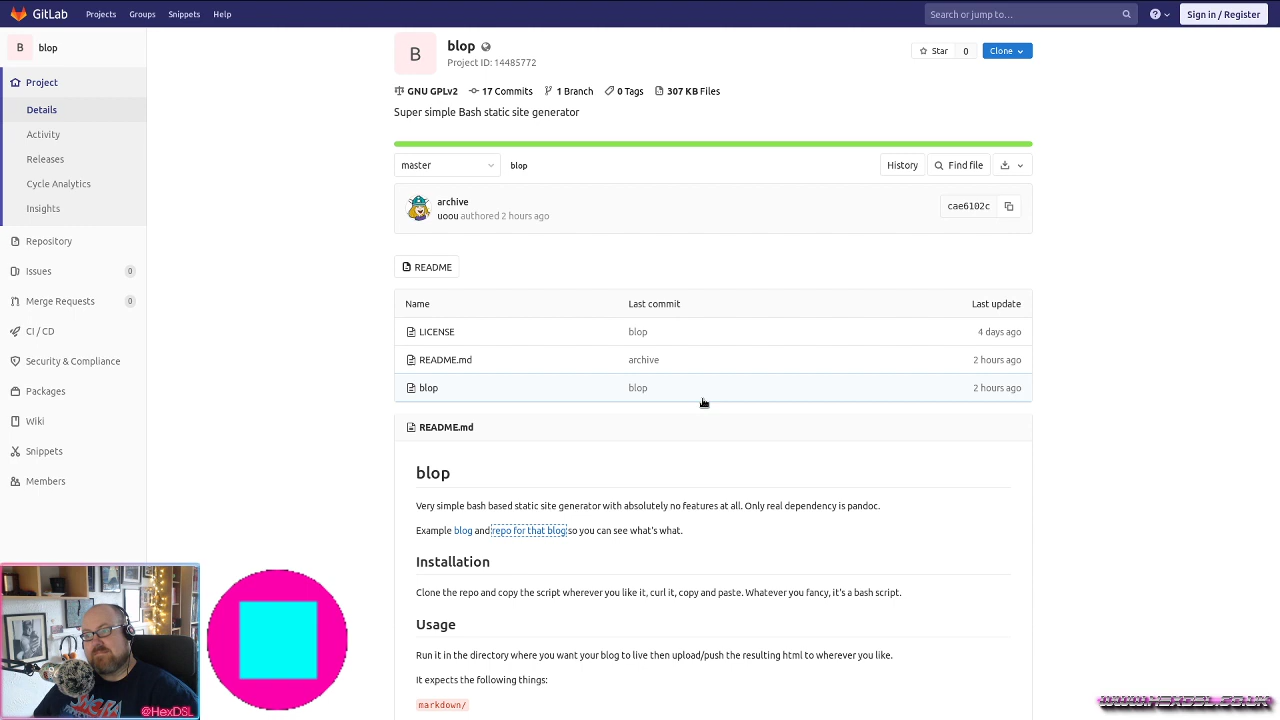 GitLab Projects Groups Snippets Help Search or jump to... Sign in / Register
B blop
Project
Details
Activity
Releases
Cycle Analytics
Insights
Repository
Issues 0
Merge Requests 0
CI / CD
Security & Compliance
Packages
Wiki
Snippets
Members
B
blop
Project ID: 14485772
Star 0 Clone
GNU GPLv2 17 Commits 1 Branch 0 Tags 307 KB Files
Super simple Bash static site generator
master blop History Find file
archive
uoou authored 2 hours ago
cae6102c
README
Name Last commit Last update
LICENSE blop 4 days ago
README.md archive 2 hours ago
blop blop 2 hours ago
README.md
blop
Very simple bash based static site generator with absolutely no features at all. Only real dependency is pandoc.
Example blog and repo for that blog so you can see what's what.
Installation
Clone the repo and copy the script wherever you like it, curl it, copy and paste. Whatever you fancy, it's a bash script.
Usage
Run it in the directory where you want your blog to live then upload/push the resulting html to wherever you like.
It expects the following things:
markdown/
@HexDSL
WWW.HEXDSL.CO.UK